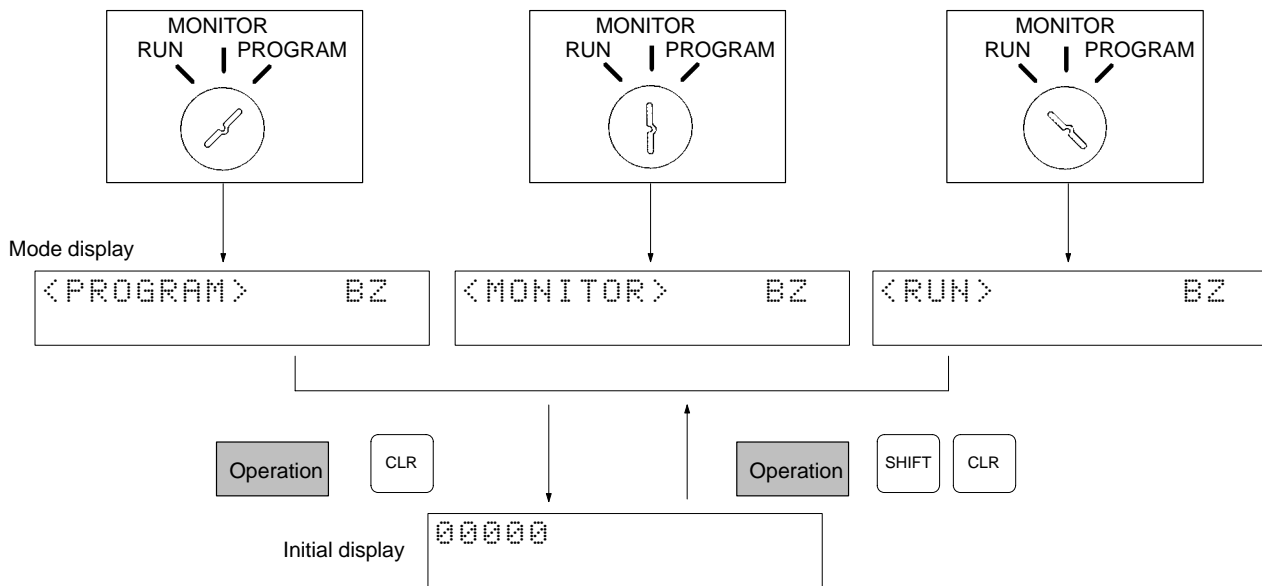 MONITOR
RUN PROGRAM
MONITOR
RUN PROGRAM
MONITOR
RUN PROGRAM
Mode display
<PROGRAM> BZ
<MONITOR> BZ
<RUN> BZ
Operation
CLR
Operation
SHIFT
CLR
Initial display
00000